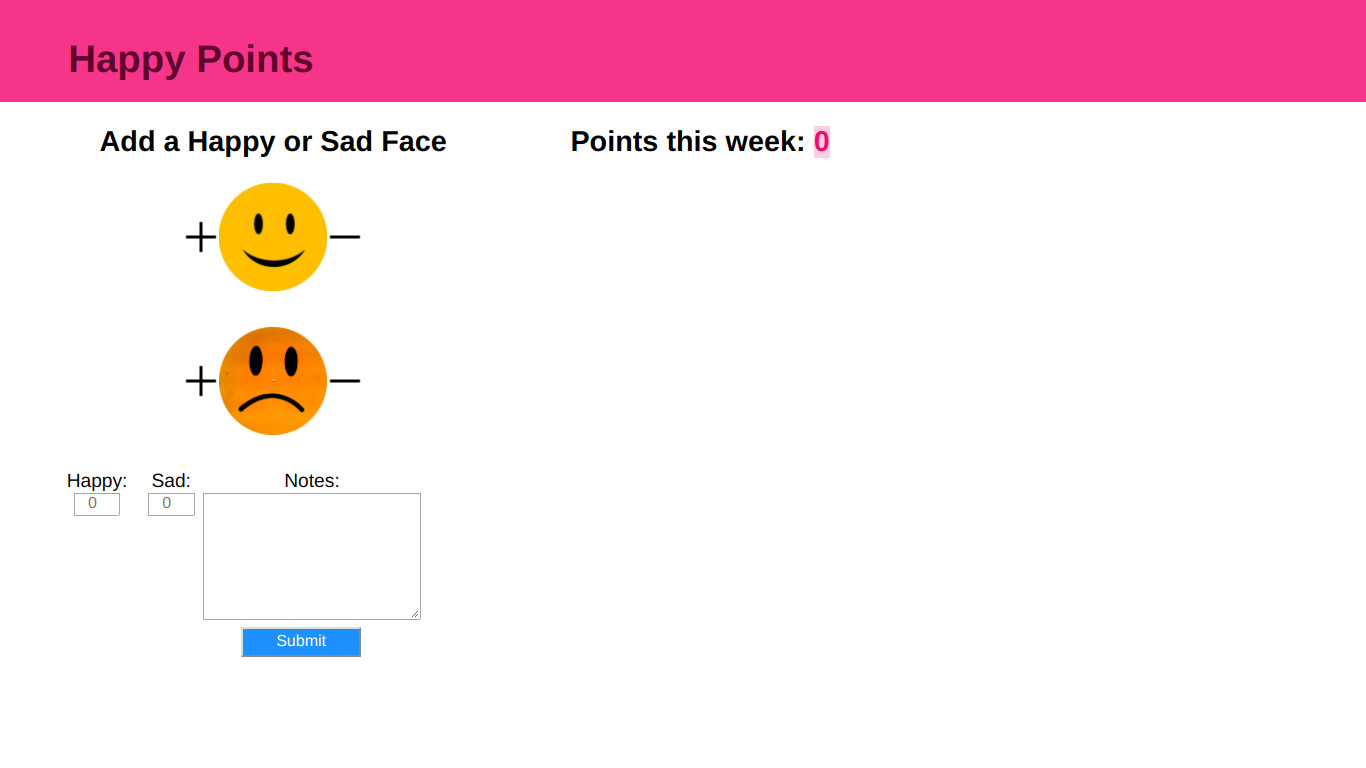 Happy Points
Add a Happy or Sad Face
Points this week: 0
Happy:
Sad:
Notes:
0
0
Submit